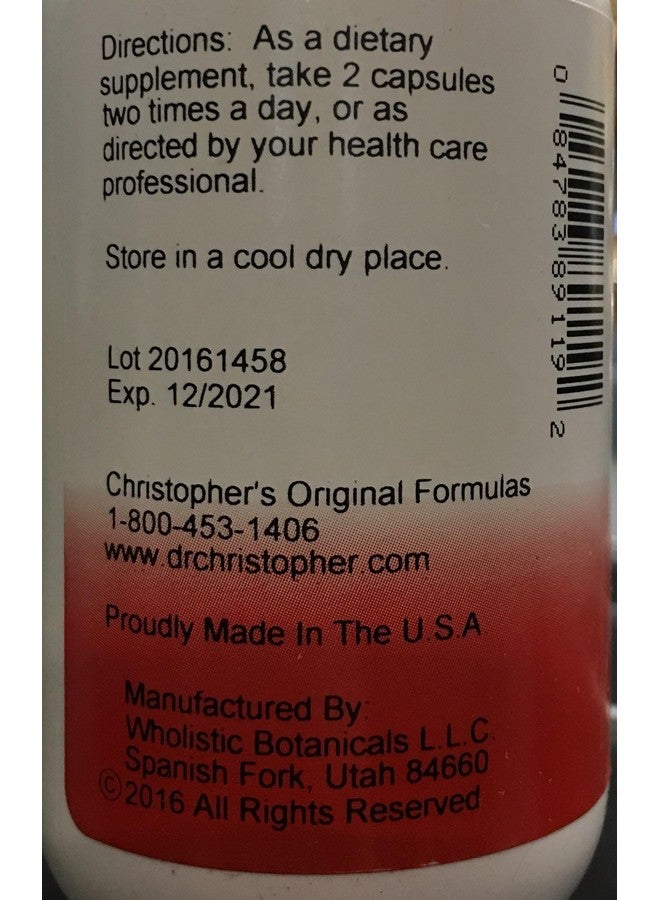 Directions: As a dietary
supplement, take 2 capsules
two times a day, or as
directed by your health care
professional.
Store in a cool dry place.
Lot 20161458
Exp. 12/2021
Christopher's Original Formulas
1-800-453-1406
www.drchristopher.com
Proudly Made In The U.S.A
Manufactured By:
Wholistic Botanicals L.L.C.
Spanish Fork, Utah 84660
©2016 All Rights Reserved
0 84783 89119 2